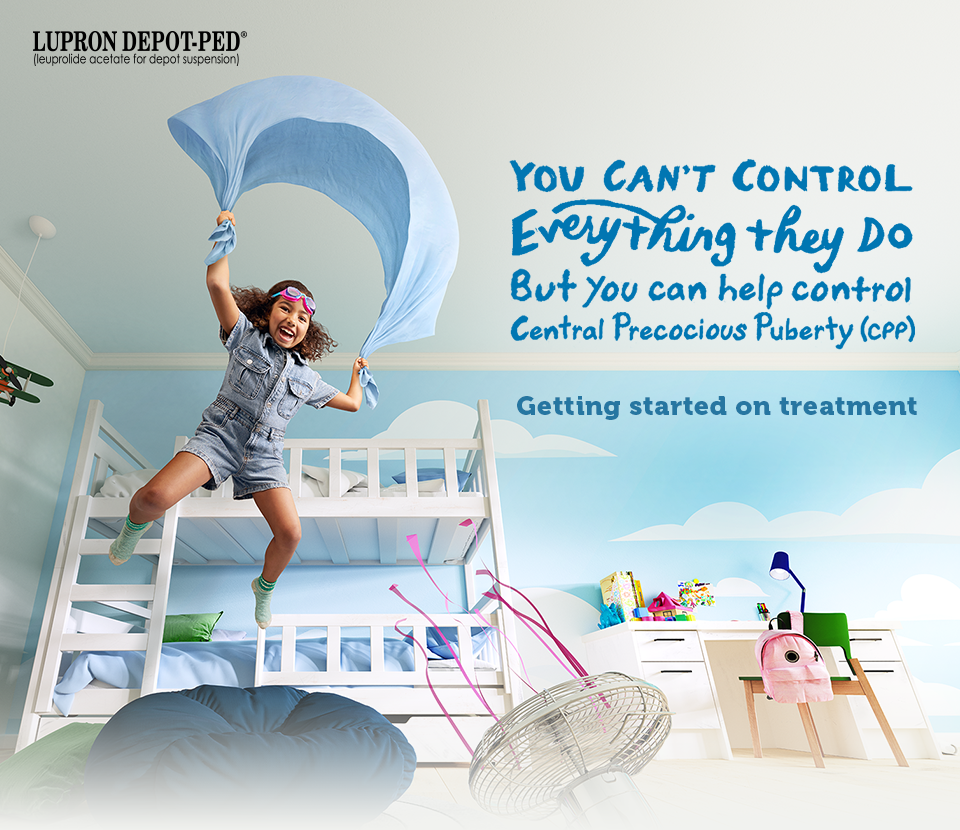 LUPRON DEPOT-PED®
(leuprolide acetate for depot suspension)
YOU CAN'T CONTROL
Everything they Do
But you can help control
Central Precocious Puberty (CPP)
Getting started on treatment